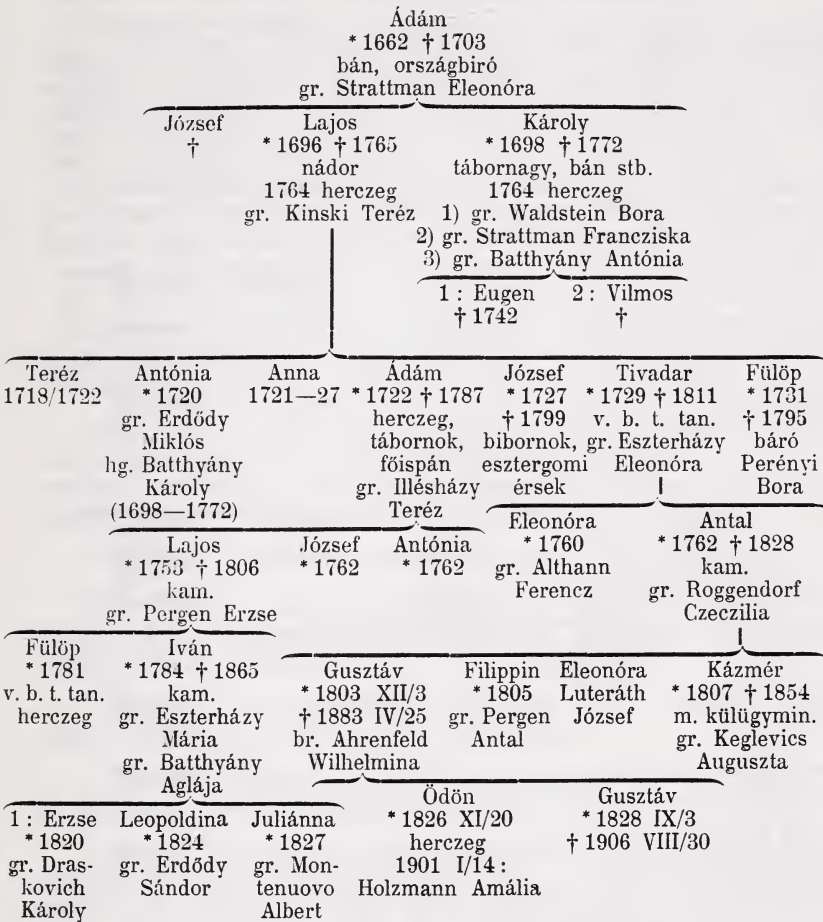 Ádám
* 1662 † 1703
bán, országbiró
gr. Strattman Eleonóra
József Lajos Károly
† * 1696 † 1765 * 1698 † 1772
nádor tábornagy, bán stb.
1764 herczeg 1764 herczeg
gr. Kinski Teréz 1) gr. Waldstein Bora
2) gr. Strattman Francziska
3) gr. Batthyány Antónia
1 : Eugen 2 : Vilmos
† 1742 †
Teréz Antónia Anna Ádám József Tivadar Fülöp
1718/1722 * 1720 1721—27 * 1722 † 1787 * 1727 * 1729 † 1811 * 1731
gr. Erdődy herczeg, † 1799 v. b. t. tan. † 1795
Miklós tábornok, bibornok, gr. Eszterházy báró
hg. Batthyány főispán esztergomi Eleonóra Perényi
Károly gr. Illésházy érsek Bora
(1698—1772) Teréz
Eleonóra Antal
Lajos József Antónia * 1760 * 1762 † 1828
* 1753 † 1806 * 1762 * 1762 gr. Althann kam.
kam. Ferencz gr. Roggendorf
gr. Pergen Erzse Czeczilia
Fülöp Iván Gusztáv Filippin Eleonóra Kázmér
* 1781 * 1784 † 1865 * 1803 XII/3 * 1805 Luteráth * 1807 † 1854
v. b. t. tan. kam. † 1883 IV/25 gr. Pergen József m. külügymin.
herczeg gr. Eszterházy br. Ahrenfeld Antal gr. Keglevics
Mária Wilhelmina Auguszta
gr. Batthyány
Aglája Ödön Gusztáv
1 : Erzse Leopoldina Juliánna * 1826 XI/20 * 1828 IX/3
* 1820 * 1824 * 1827 herczeg † 1906 VIII/30
gr. Dras- gr. Erdődy gr. Mon- 1901 I/14 :
kovich Sándor tenuovo Holzmann Amália
Károly Albert